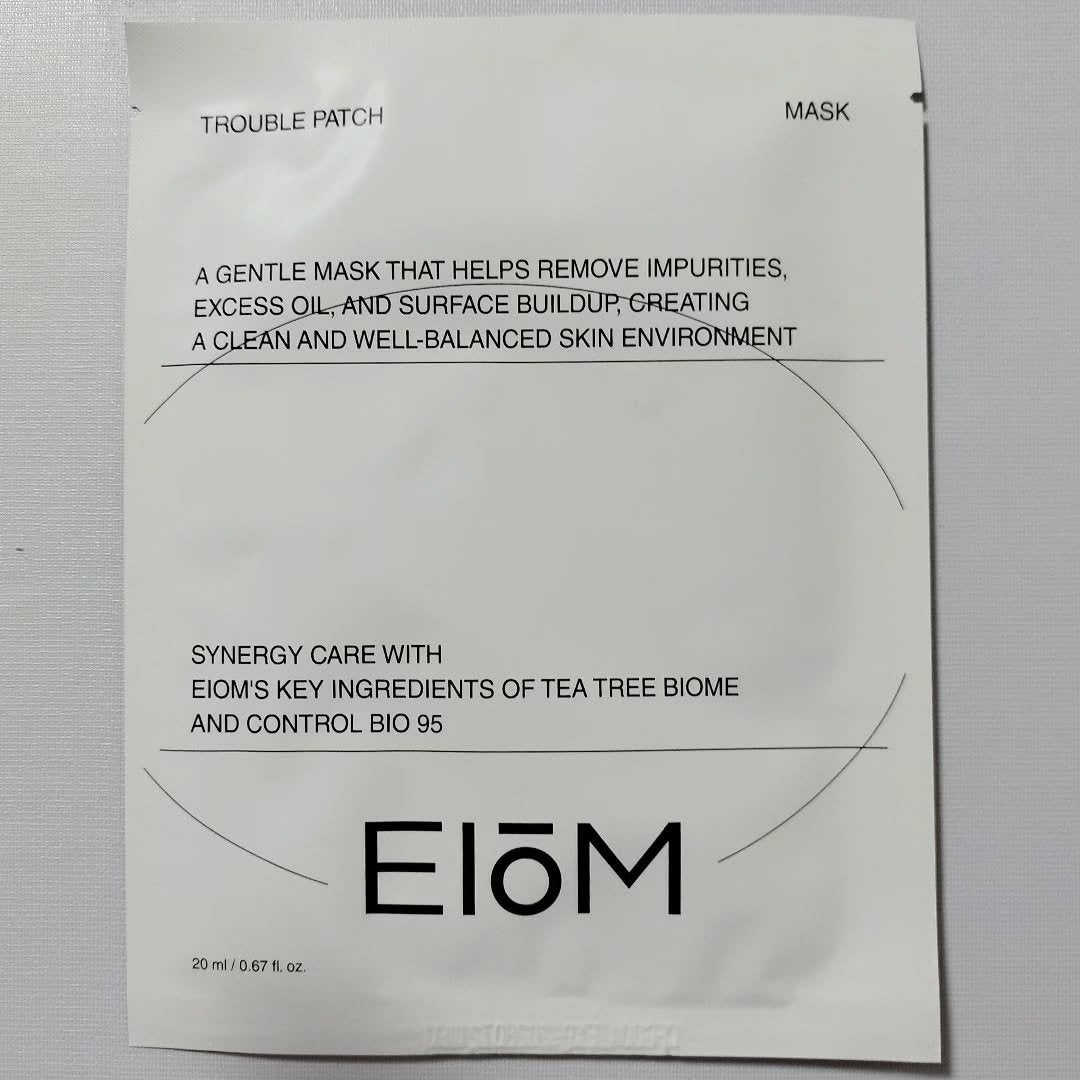 TROUBLE PATCH
MASK
A GENTLE MASK THAT HELPS REMOVE IMPURITIES,
EXCESS OIL, AND SURFACE BUILDUP, CREATING
A CLEAN AND WELL-BALANCED SKIN ENVIRONMENT
SYNERGY CARE WITH
EIOM'S KEY INGREDIENTS OF TEA TREE BIOME
AND CONTROL BIO 95
EIōM
20 ml / 0.67 fl. oz.